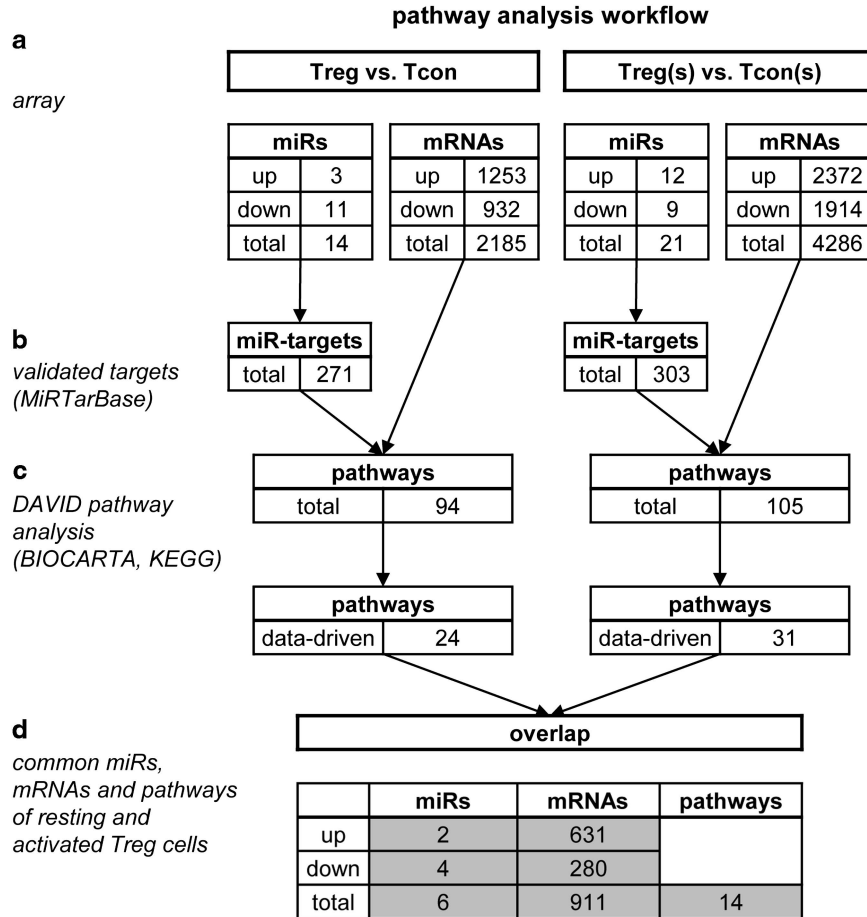 pathway analysis workflow
a
array
Treg vs. Tcon
Treg(s) vs. Tcon(s)
miRs
up 3
down 11
total 14
mRNAs
up 1253
down 932
total 2185
miRs
up 12
down 9
total 21
mRNAs
up 2372
down 1914
total 4286
b
validated targets
(MiRTarBase)
miR-targets
total 271
miR-targets
total 303
c
DAVID pathway
analysis
(BIOCARTA, KEGG)
pathways
total 94
pathways
total 105
pathways
data-driven 24
pathways
data-driven 31
d
common miRs,
mRNAs and pathways
of resting and
activated Treg cells
overlap
miRs mRNAs pathways
up 2 631
down 4 280
total 6 911 14